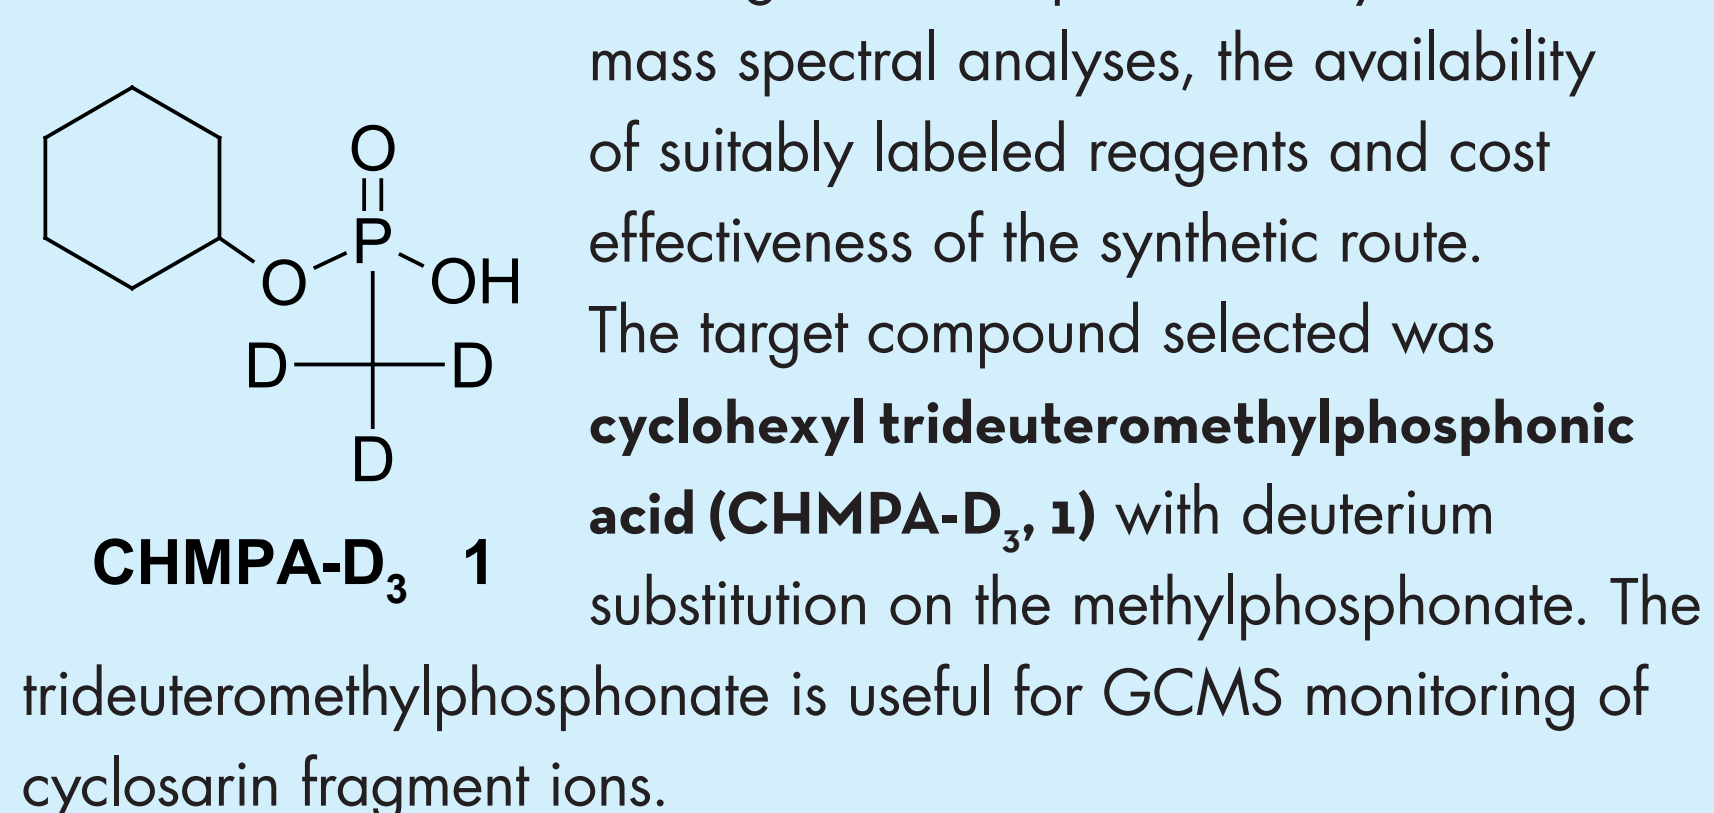 mass spectral analyses, the availability
of suitably labeled reagents and cost
effectiveness of the synthetic route.
The target compound selected was
cyclohexyl trideuteromethylphosphonic
acid (CHMPA-D₃, 1) with deuterium
substitution on the methylphosphonate. The
trideuteromethylphosphonate is useful for GCMS monitoring of
cyclosarin fragment ions.
O
P
O
OH
D
D
D
CHMPA-D₃ 1